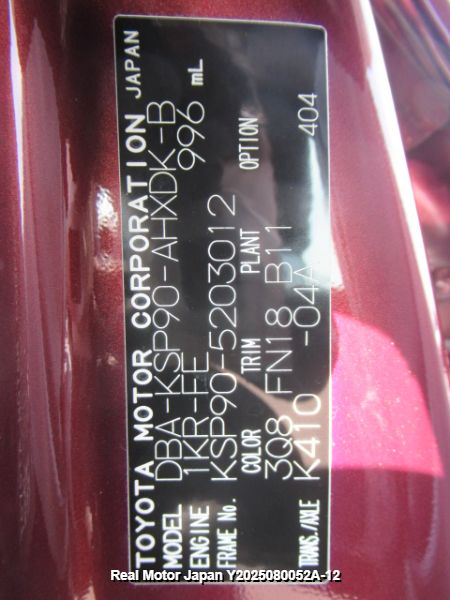 TOYOTA MOTOR CORPORATION JAPAN
MODEL DBA-KSP90-AHXDK-B
ENGINE 1KR-FE 996 mL
FRAME No. KSP90-5203012
COLOR TRIM PLANT OPTION
3Q8 FN18 B11
TRANS./AXLE K410 -04A 404
Real Motor Japan Y2025080052A-12